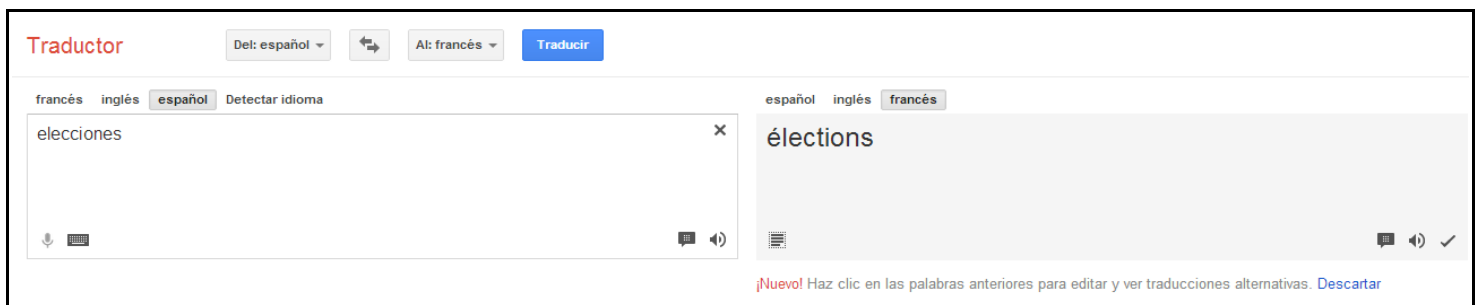 Traductor Del: español Al: francés Traducir
francés inglés español Detectar idioma español inglés francés
elecciones élections
¡Nuevo! Haz clic en las palabras anteriores para editar y ver traducciones alternativas. Descartar